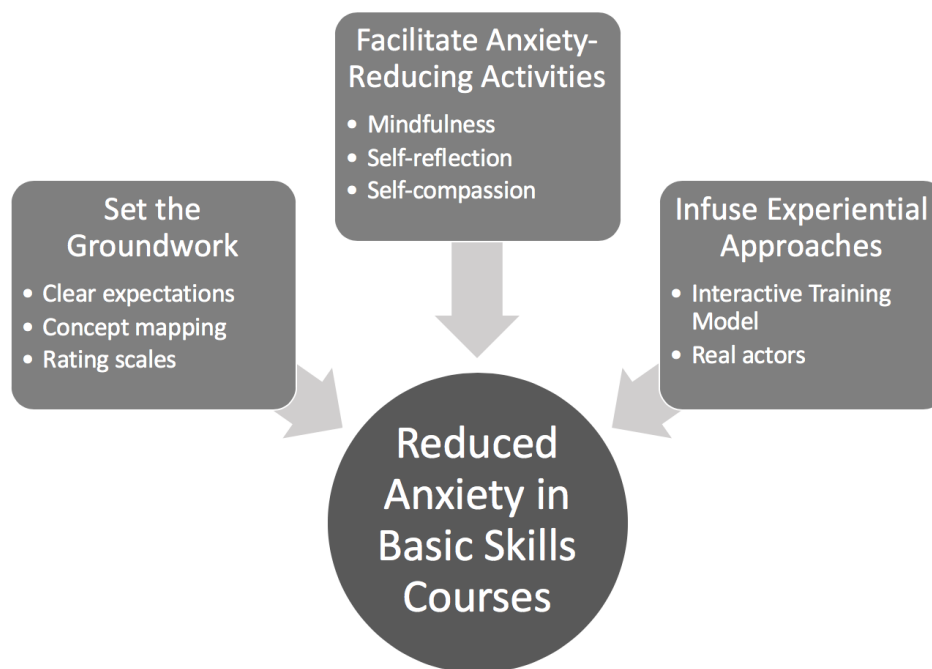 Facilitate Anxiety-
Reducing Activities
• Mindfulness
• Self-reflection
• Self-compassion
Set the
Groundwork
• Clear expectations
• Concept mapping
• Rating scales
Infuse Experiential
Approaches
• Interactive Training
Model
• Real actors
Reduced
Anxiety in
Basic Skills
Courses